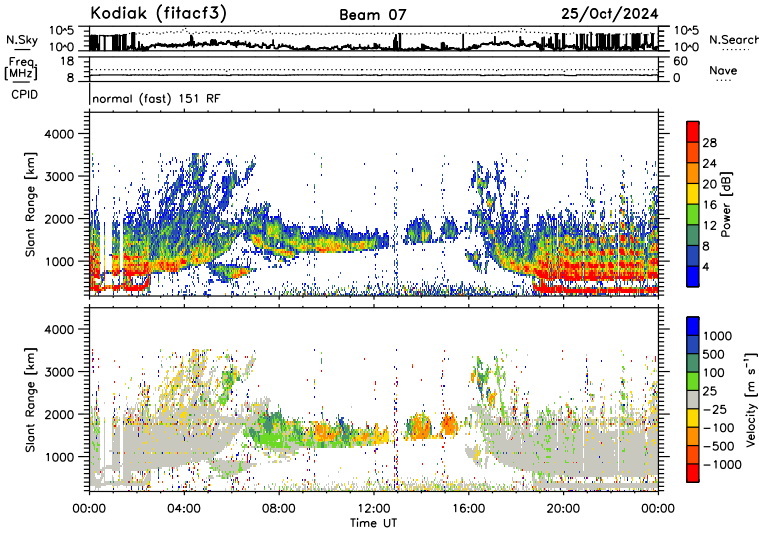 Kodiak (fitacf3) Beam 07 25/Oct/2024
N.Sky 10^5 10^0 10^5 10^0 N.Search
Freq. [MHz] 18 8 60 0 Nave
CPID normal (fast) 151 RF
Slant Range [km] 4000 3000 2000 1000
Power [dB] 28 24 20 16 12 8 4
Slant Range [km] 4000 3000 2000 1000
Velocity [m s^-1] 1000 500 100 25 -25 -100 -500 -1000
00:00 04:00 08:00 12:00 16:00 20:00 00:00
Time UT